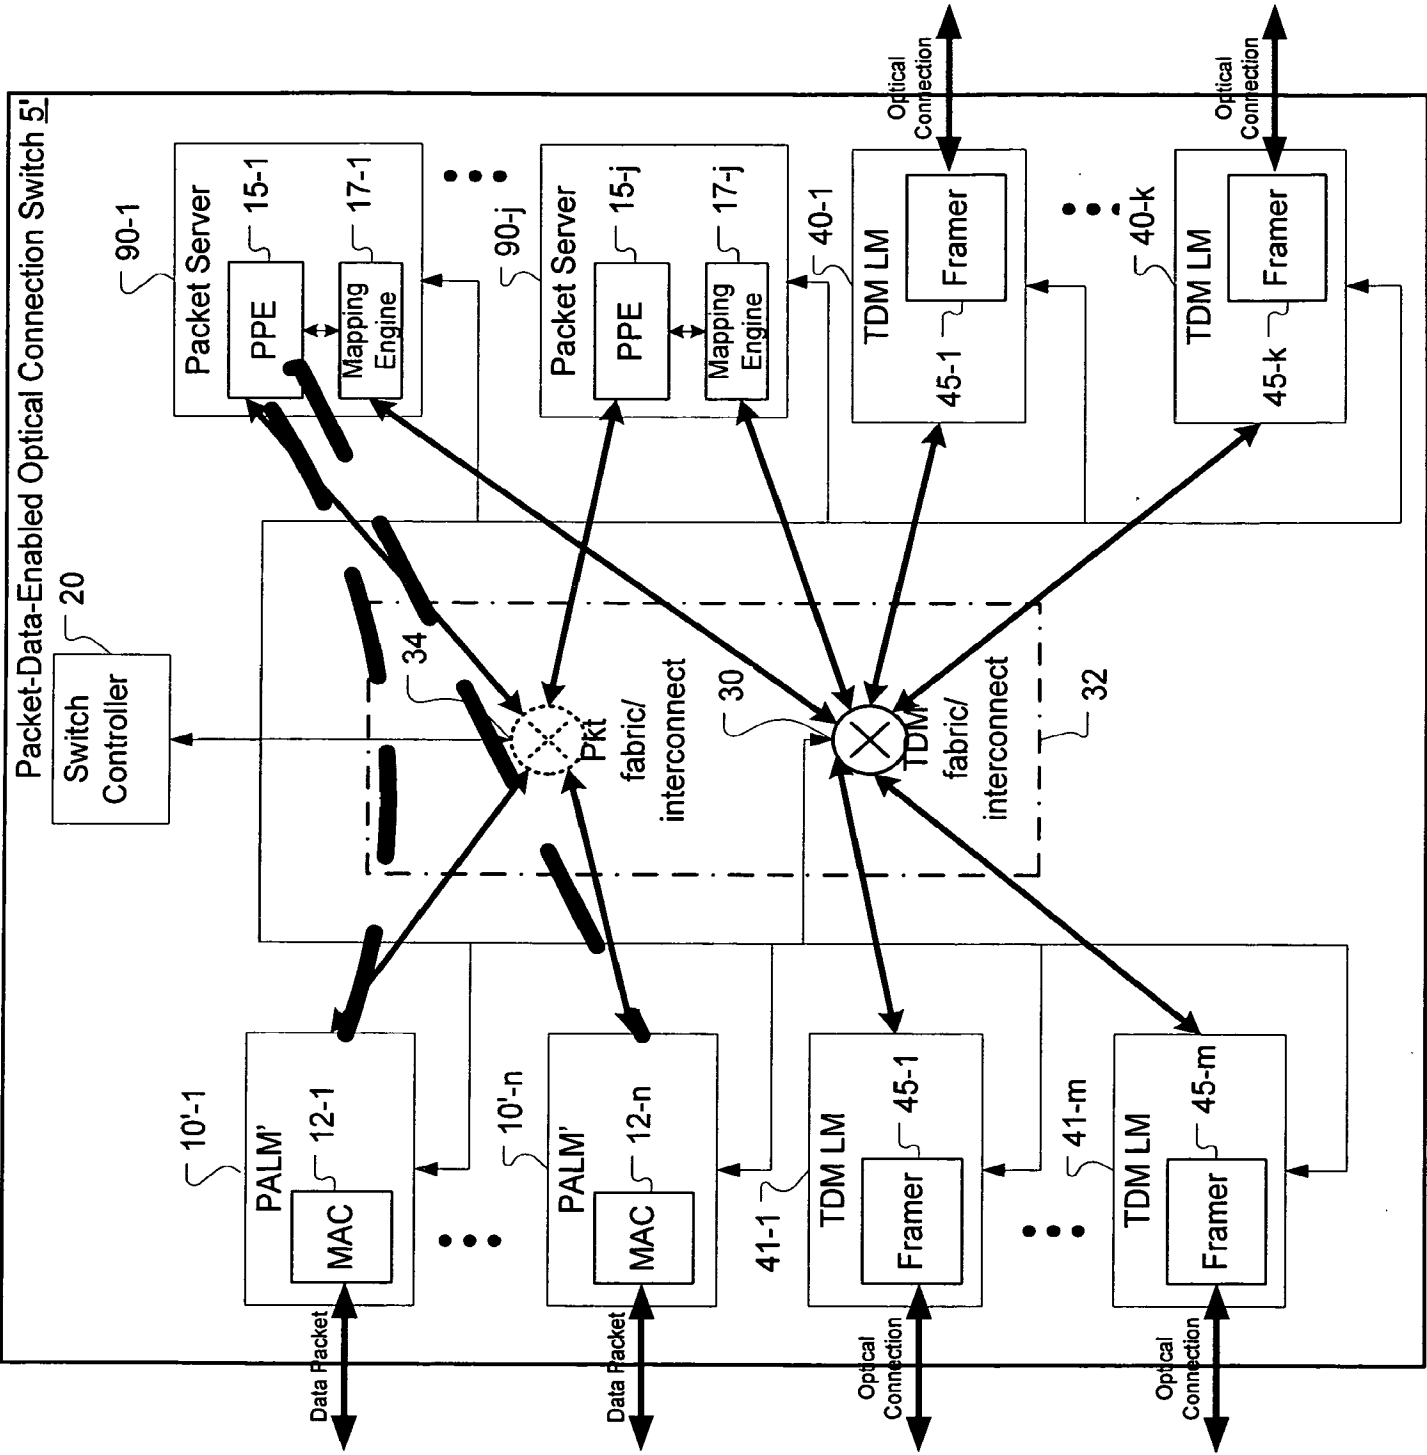 Packet-Data-Enabled Optical Connection Switch 5'
Switch
Controller
20
10'-1
PALM'
12-1
MAC
Data Packet
10'-n
PALM'
12-n
MAC
Data Packet
41-1
TDM LM
45-1
Framer
Optical
Connection
41-m
TDM LM
45-m
Framer
Optical
Connection
34
Pkt
fabric/
interconnect
30
TDM
fabric/
interconnect
32
90-1
Packet Server
15-1
PPE
17-1
Mapping
Engine
90-j
Packet Server
15-j
PPE
17-j
Mapping
Engine
40-1
TDM LM
Framer
45-1
Optical
Connection
40-k
TDM LM
Framer
45-k
Optical
Connection